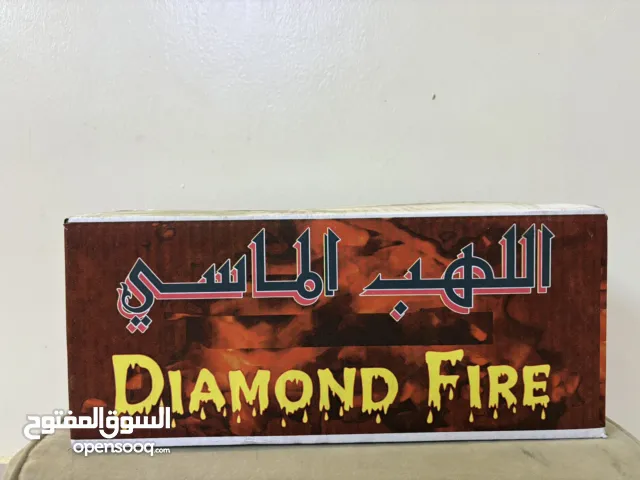 اللهب الماسي
DIAMOND FIRE
السوق المفتوح
opensooq.com